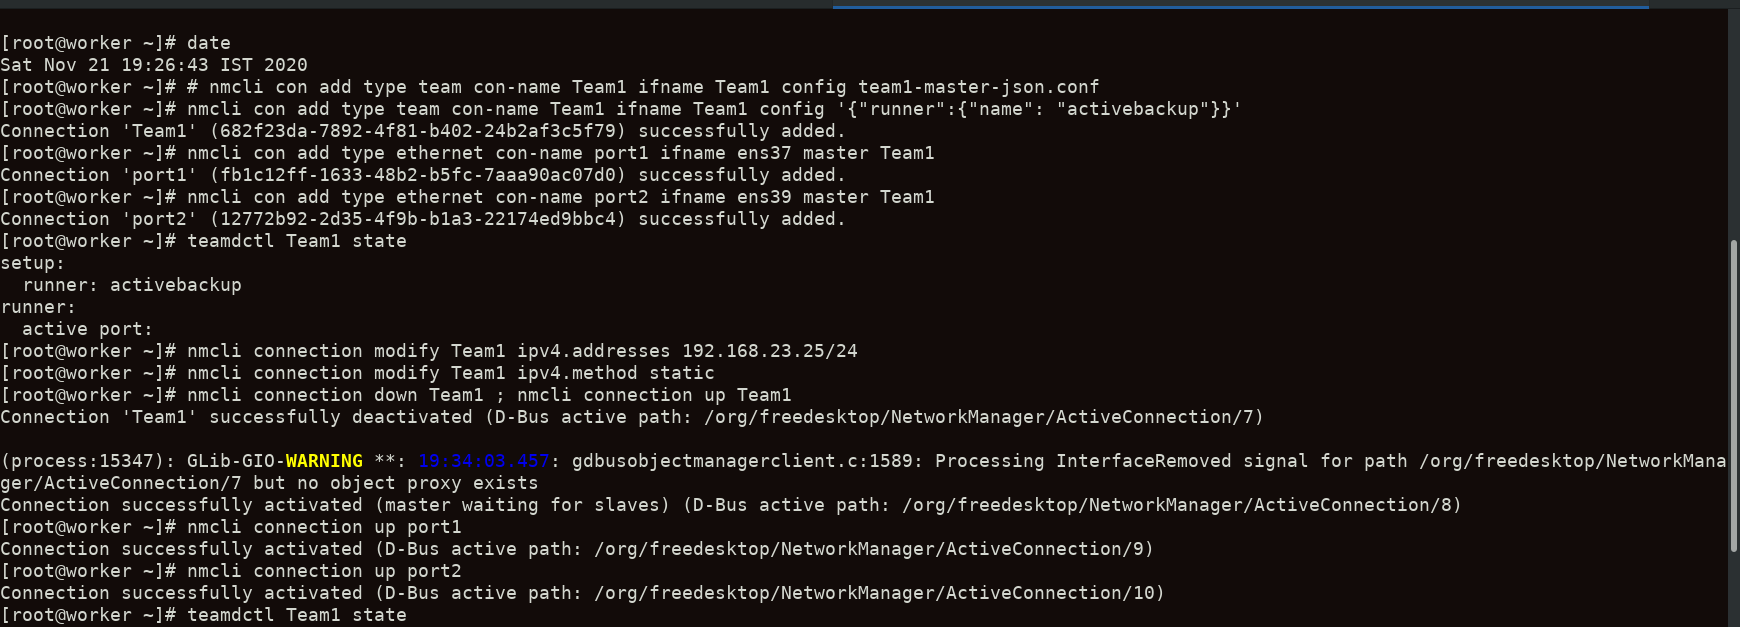 [root@worker ~]# date
Sat Nov 21 19:26:43 IST 2020
[root@worker ~]# # nmcli con add type team con-name Team1 ifname Team1 config team1-master-json.conf
[root@worker ~]# nmcli con add type team con-name Team1 ifname Team1 config '{"runner":{"name": "activebackup"}}'
Connection 'Team1' (682f23da-7892-4f81-b402-24b2af3c5f79) successfully added.
[root@worker ~]# nmcli con add type ethernet con-name port1 ifname ens37 master Team1
Connection 'port1' (fb1c12ff-1633-48b2-b5fc-7aaa90ac07d0) successfully added.
[root@worker ~]# nmcli con add type ethernet con-name port2 ifname ens39 master Team1
Connection 'port2' (12772b92-2d35-4f9b-b1a3-22174ed9bbc4) successfully added.
[root@worker ~]# teamdctl Team1 state
setup:
  runner: activebackup
runner:
  active port:
[root@worker ~]# nmcli connection modify Team1 ipv4.addresses 192.168.23.25/24
[root@worker ~]# nmcli connection modify Team1 ipv4.method static
[root@worker ~]# nmcli connection down Team1 ; nmcli connection up Team1
Connection 'Team1' successfully deactivated (D-Bus active path: /org/freedesktop/NetworkManager/ActiveConnection/7)

(process:15347): GLib-GIO-WARNING **: 19:34:03.457: gdbusobjectmanagerclient.c:1589: Processing InterfaceRemoved signal for path /org/freedesktop/NetworkMana
ger/ActiveConnection/7 but no object proxy exists
Connection successfully activated (master waiting for slaves) (D-Bus active path: /org/freedesktop/NetworkManager/ActiveConnection/8)
[root@worker ~]# nmcli connection up port1
Connection successfully activated (D-Bus active path: /org/freedesktop/NetworkManager/ActiveConnection/9)
[root@worker ~]# nmcli connection up port2
Connection successfully activated (D-Bus active path: /org/freedesktop/NetworkManager/ActiveConnection/10)
[root@worker ~]# teamdctl Team1 state